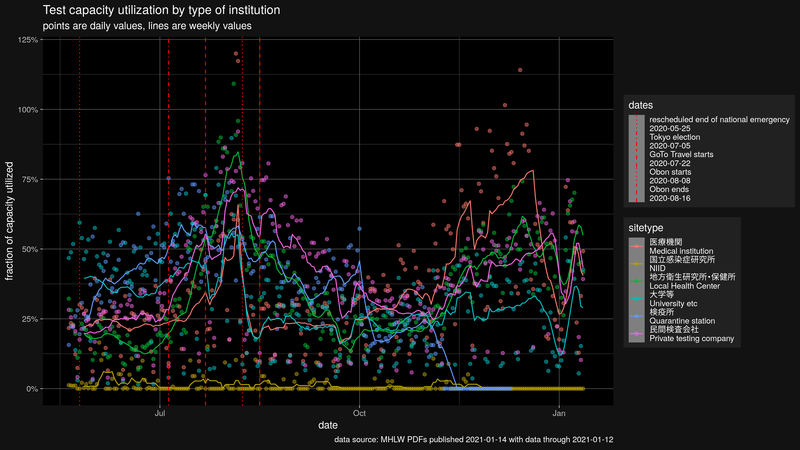 Test capacity utilization by type of institution
points are daily values, lines are weekly values
125%
100%
75%
50%
25%
0%
fraction of capacity utilized
Jul
Oct
Jan
date
data source: MHLW PDFs published 2021-01-14 with data through 2021-01-12
dates
rescheduled end of national emergency
2020-05-25
Tokyo election
2020-07-05
GoTo Travel starts
2020-07-22
Obon starts
2020-08-08
Obon ends
2020-08-16
sitetype
医療機関
Medical institution
国立感染症研究所
NIID
地方衛生研究所・保健所
Local Health Center
大学等
University etc
検疫所
Quarantine station
民間検査会社
Private testing company